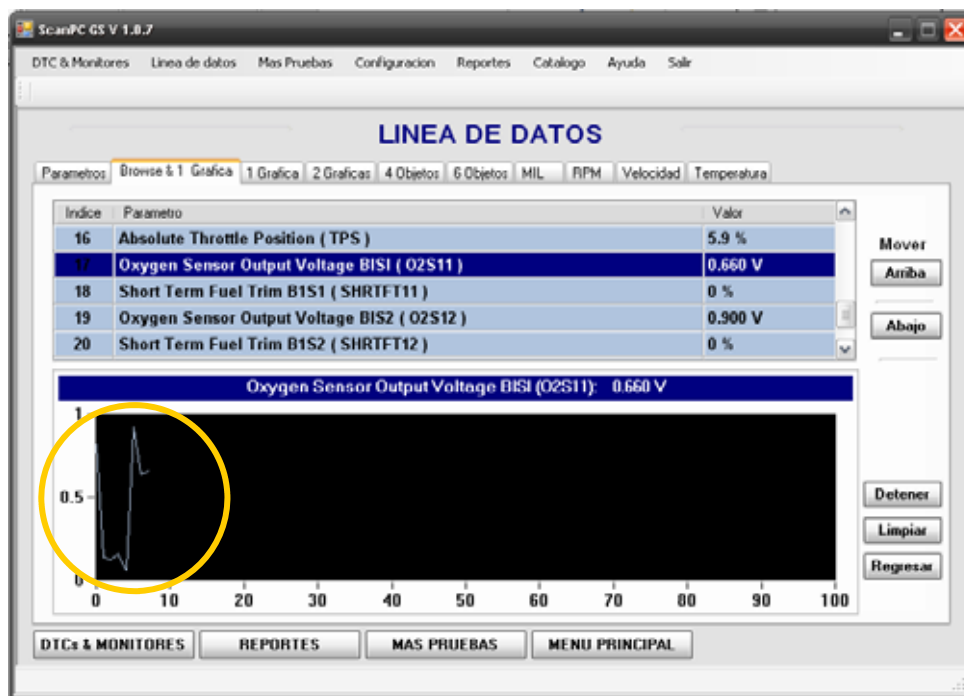 ScanPC GS V 1.0.7
DTC & Monitores Linea de datos Mas Pruebas Configuracion Reportes Catalogo Ayuda Salir
LINEA DE DATOS
Parametros Browse & 1 Grafica 1 Grafica 2 Graficas 4 Objetos 6 Objetos MIL RPM Velocidad Temperatura
Indice Parametro Valor
16 Absolute Throttle Position ( TPS ) 5.9 %
17 Oxygen Sensor Output Voltage BISI ( O2S11 ) 0.660 V
18 Short Term Fuel Trim B1S1 ( SHRTFT11 ) 0 %
19 Oxygen Sensor Output Voltage BIS2 ( O2S12 ) 0.900 V
20 Short Term Fuel Trim B1S2 ( SHRTFT12 ) 0 %
Mover
Arriba
Abajo
Oxygen Sensor Output Voltage BISI (O2S11): 0.660 V
1
0.5
0
0 10 20 30 40 50 60 70 80 90 100
Detener
Limpiar
Regresar
DTCs & MONITORES REPORTES MAS PRUEBAS MENU PRINCIPAL